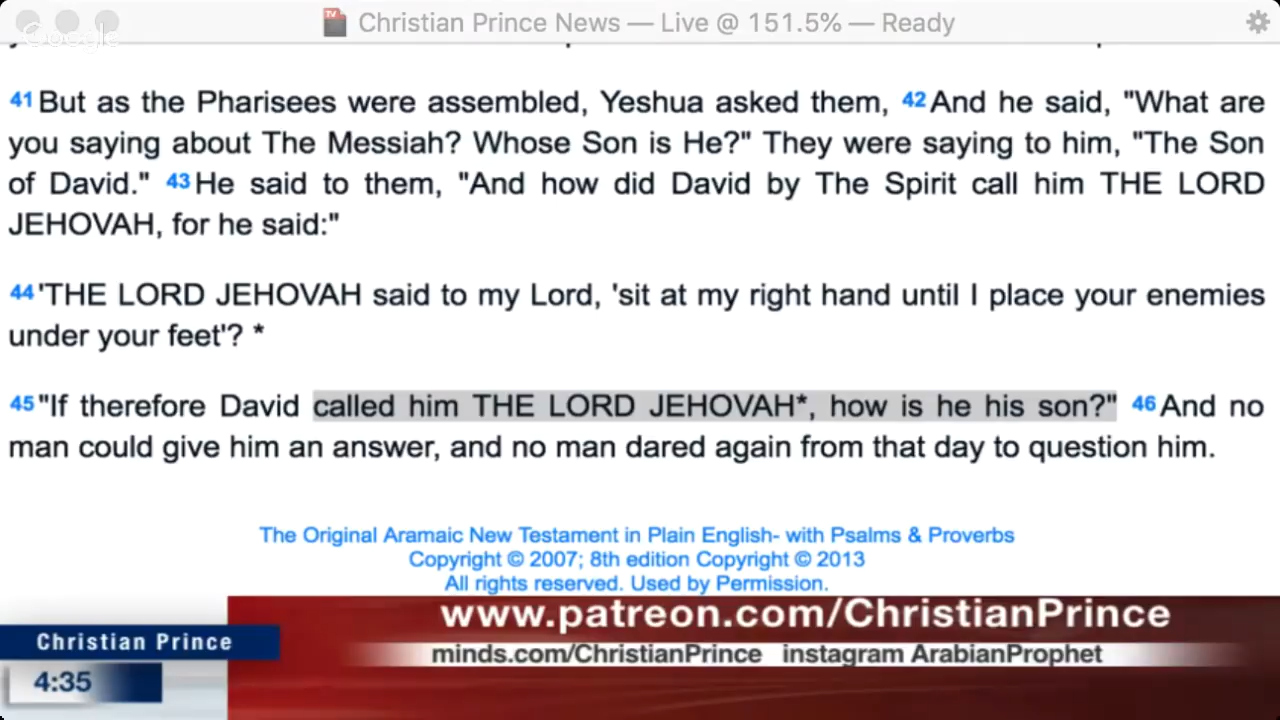 TV Christian Prince News — Live @ 151.5% — Ready
Google
41 But as the Pharisees were assembled, Yeshua asked them, 42 And he said, "What are
you saying about The Messiah? Whose Son is He?" They were saying to him, "The Son
of David." 43 He said to them, "And how did David by The Spirit call him THE LORD
JEHOVAH, for he said:"
44 'THE LORD JEHOVAH said to my Lord, 'sit at my right hand until I place your enemies
under your feet'? *
45 "If therefore David called him THE LORD JEHOVAH*, how is he his son?" 46 And no
man could give him an answer, and no man dared again from that day to question him.
The Original Aramaic New Testament in Plain English- with Psalms & Proverbs
Copyright © 2007; 8th edition Copyright © 2013
All rights reserved. Used by Permission.
www.patreon.com/ChristianPrince
Christian Prince
minds.com/ChristianPrince instagram ArabianProphet
4:35